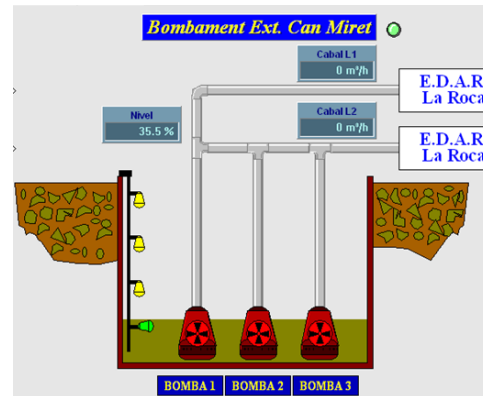 Bombament Ext. Can Miret
Cabal L1
0 m³/h
E.D.A.R
La Roca
Nivel
35.5 %
Cabal L2
0 m³/h
E.D.A.R
La Roca
BOMBA 1
BOMBA 2
BOMBA 3